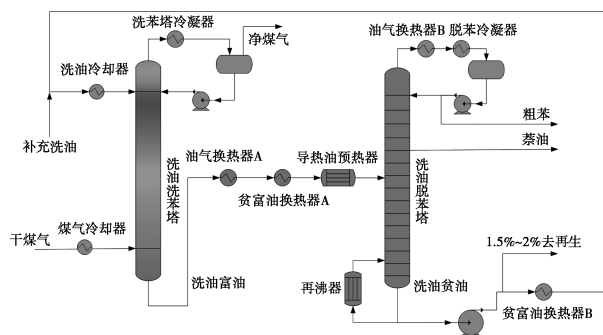 洗苯塔冷凝器
净煤气
油气换热器B
脱苯冷凝器
洗油冷却器
补充洗油
粗苯
萘油
洗油洗苯塔
油气换热器A
导热油预热器
洗油脱苯塔
贫富油换热器A
煤气冷却器
干煤气
洗油富油
再沸器
洗油贫油
1.5%~2%去再生
贫富油换热器B